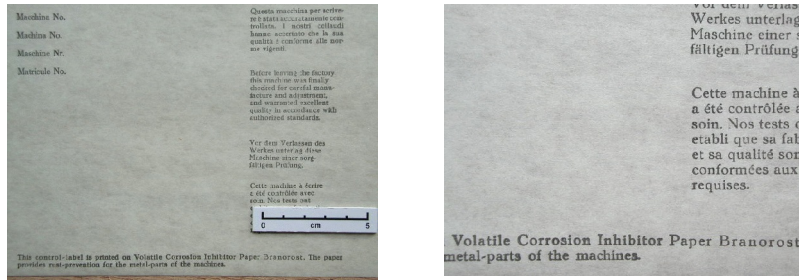 Macchina No.
Machina No.
Maschine Nr.
Matricule No.
Questa macchina per scrive-
re è stata accuratamente con-
trollata. I nostri collaudi
hanno accertato che la sua
qualità è conforme alle nor-
me vigenti.
Before leaving the factory
this machine was finally
checked for careful manu-
facture and adjustment,
and warranted excellent
quality in accordance with
authorized standards.
Vor dem Verlassen des
Werkes unterlag diese
Maschine einer sorg-
fältigen Prüfung.
Cette machine à écrire
a été contrôlée avec
soin. Nos tests ont
0 cm 5
This control-label is printed on Volatile Corrosion Inhibitor Paper Branorost. The paper
provides rust-prevention for the metal-parts of the machines.
Vor dem Verlass
Werkes unterlag
Maschine einer s
fältigen Prüfung
Cette machine à
a été contrôlée a
soin. Nos tests o
etabli que sa fab
et sa qualité son
conformées aux
requises.
Volatile Corrosion Inhibitor Paper Branorost
metal-parts of the machines.